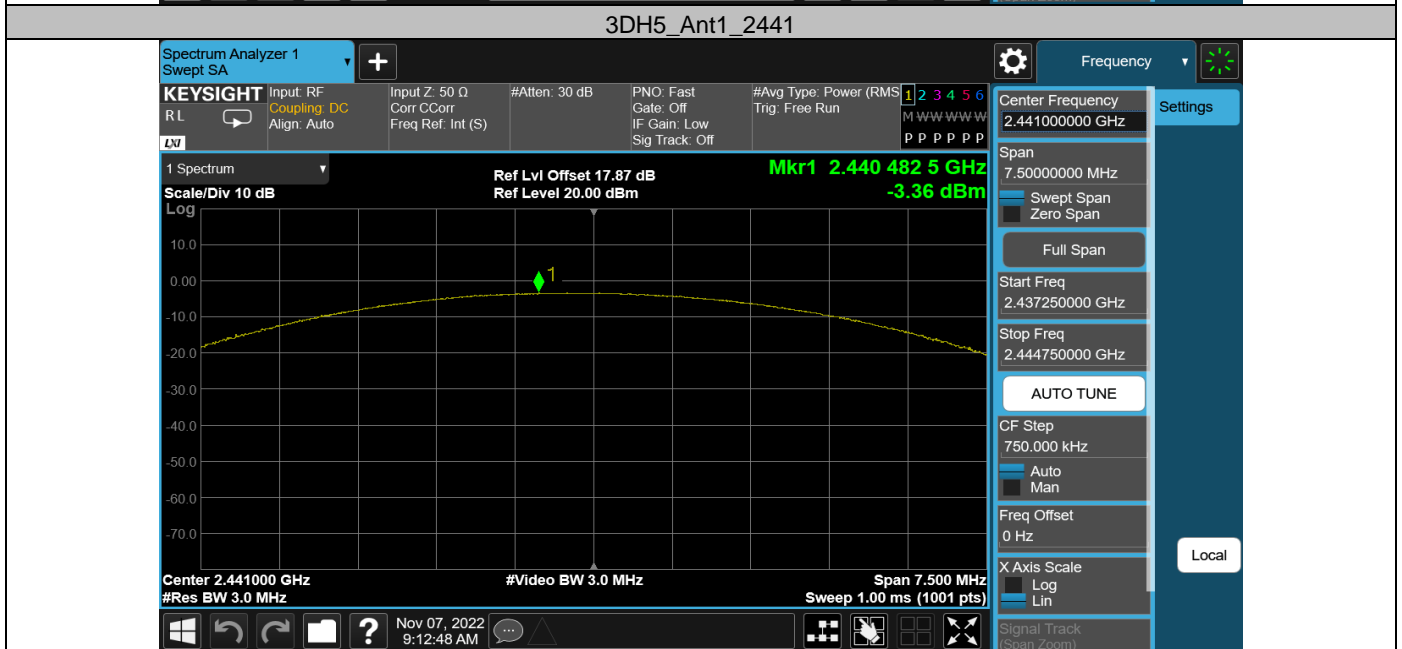 (Span Zoom)
3DH5_Ant1_2441
Spectrum Analyzer 1
Swept SA
Frequency
KEYSIGHT
RL
LXI
Input: RF
Coupling: DC
Align: Auto
Input Z: 50 Ω
Corr CCorr
Freq Ref: Int (S)
#Atten: 30 dB
PNO: Fast
Gate: Off
IF Gain: Low
Sig Track: Off
#Avg Type: Power (RMS
Trig: Free Run
1 2 3 4 5 6
M W W W W W
P P P P P P
Center Frequency
2.441000000 GHz
Settings
1 Spectrum
Scale/Div 10 dB
Log
Ref Lvl Offset 17.87 dB
Ref Level 20.00 dBm
Mkr1 2.440 482 5 GHz
-3.36 dBm
1
10.0
0.00
-10.0
-20.0
-30.0
-40.0
-50.0
-60.0
-70.0
Span
7.50000000 MHz
Swept Span
Zero Span
Full Span
Start Freq
2.437250000 GHz
Stop Freq
2.444750000 GHz
AUTO TUNE
CF Step
750.000 kHz
Auto
Man
Freq Offset
0 Hz
X Axis Scale
Log
Lin
Local
Signal Track
(Span Zoom)
Center 2.441000 GHz
#Res BW 3.0 MHz
#Video BW 3.0 MHz
Span 7.500 MHz
Sweep 1.00 ms (1001 pts)
?
Nov 07, 2022
9:12:48 AM